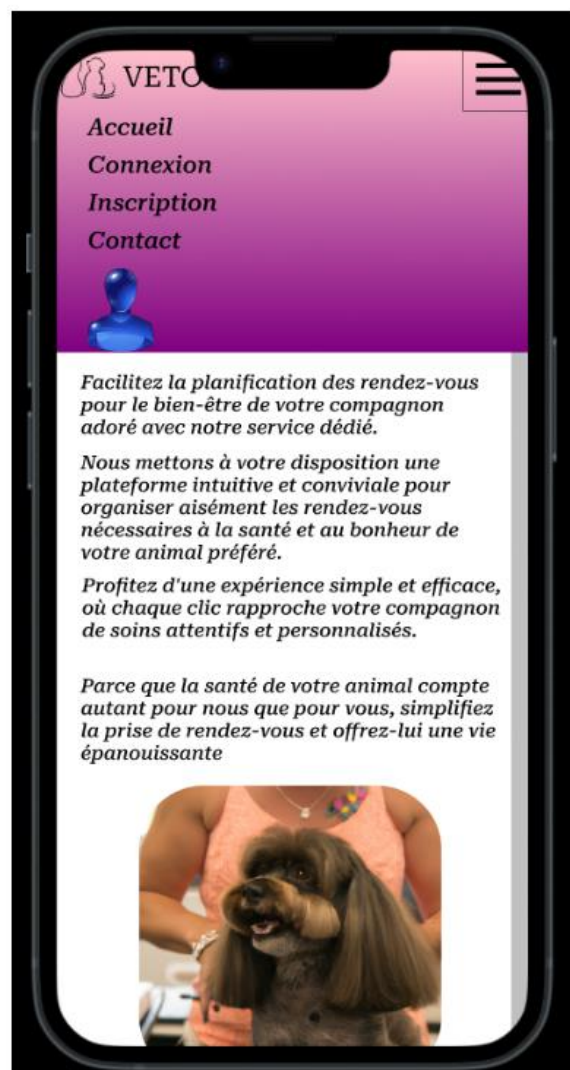 VETO
Accueil
Connexion
Inscription
Contact
Facilitez la planification des rendez-vous
pour le bien-être de votre compagnon
adoré avec notre service dédié.
Nous mettons à votre disposition une
plateforme intuitive et conviviale pour
organiser aisément les rendez-vous
nécessaires à la santé et au bonheur de
votre animal préféré.
Profitez d'une expérience simple et efficace,
où chaque clic rapproche votre compagnon
de soins attentifs et personnalisés.
Parce que la santé de votre animal compte
autant pour nous que pour vous, simplifiez
la prise de rendez-vous et offrez-lui une vie
épanouissante